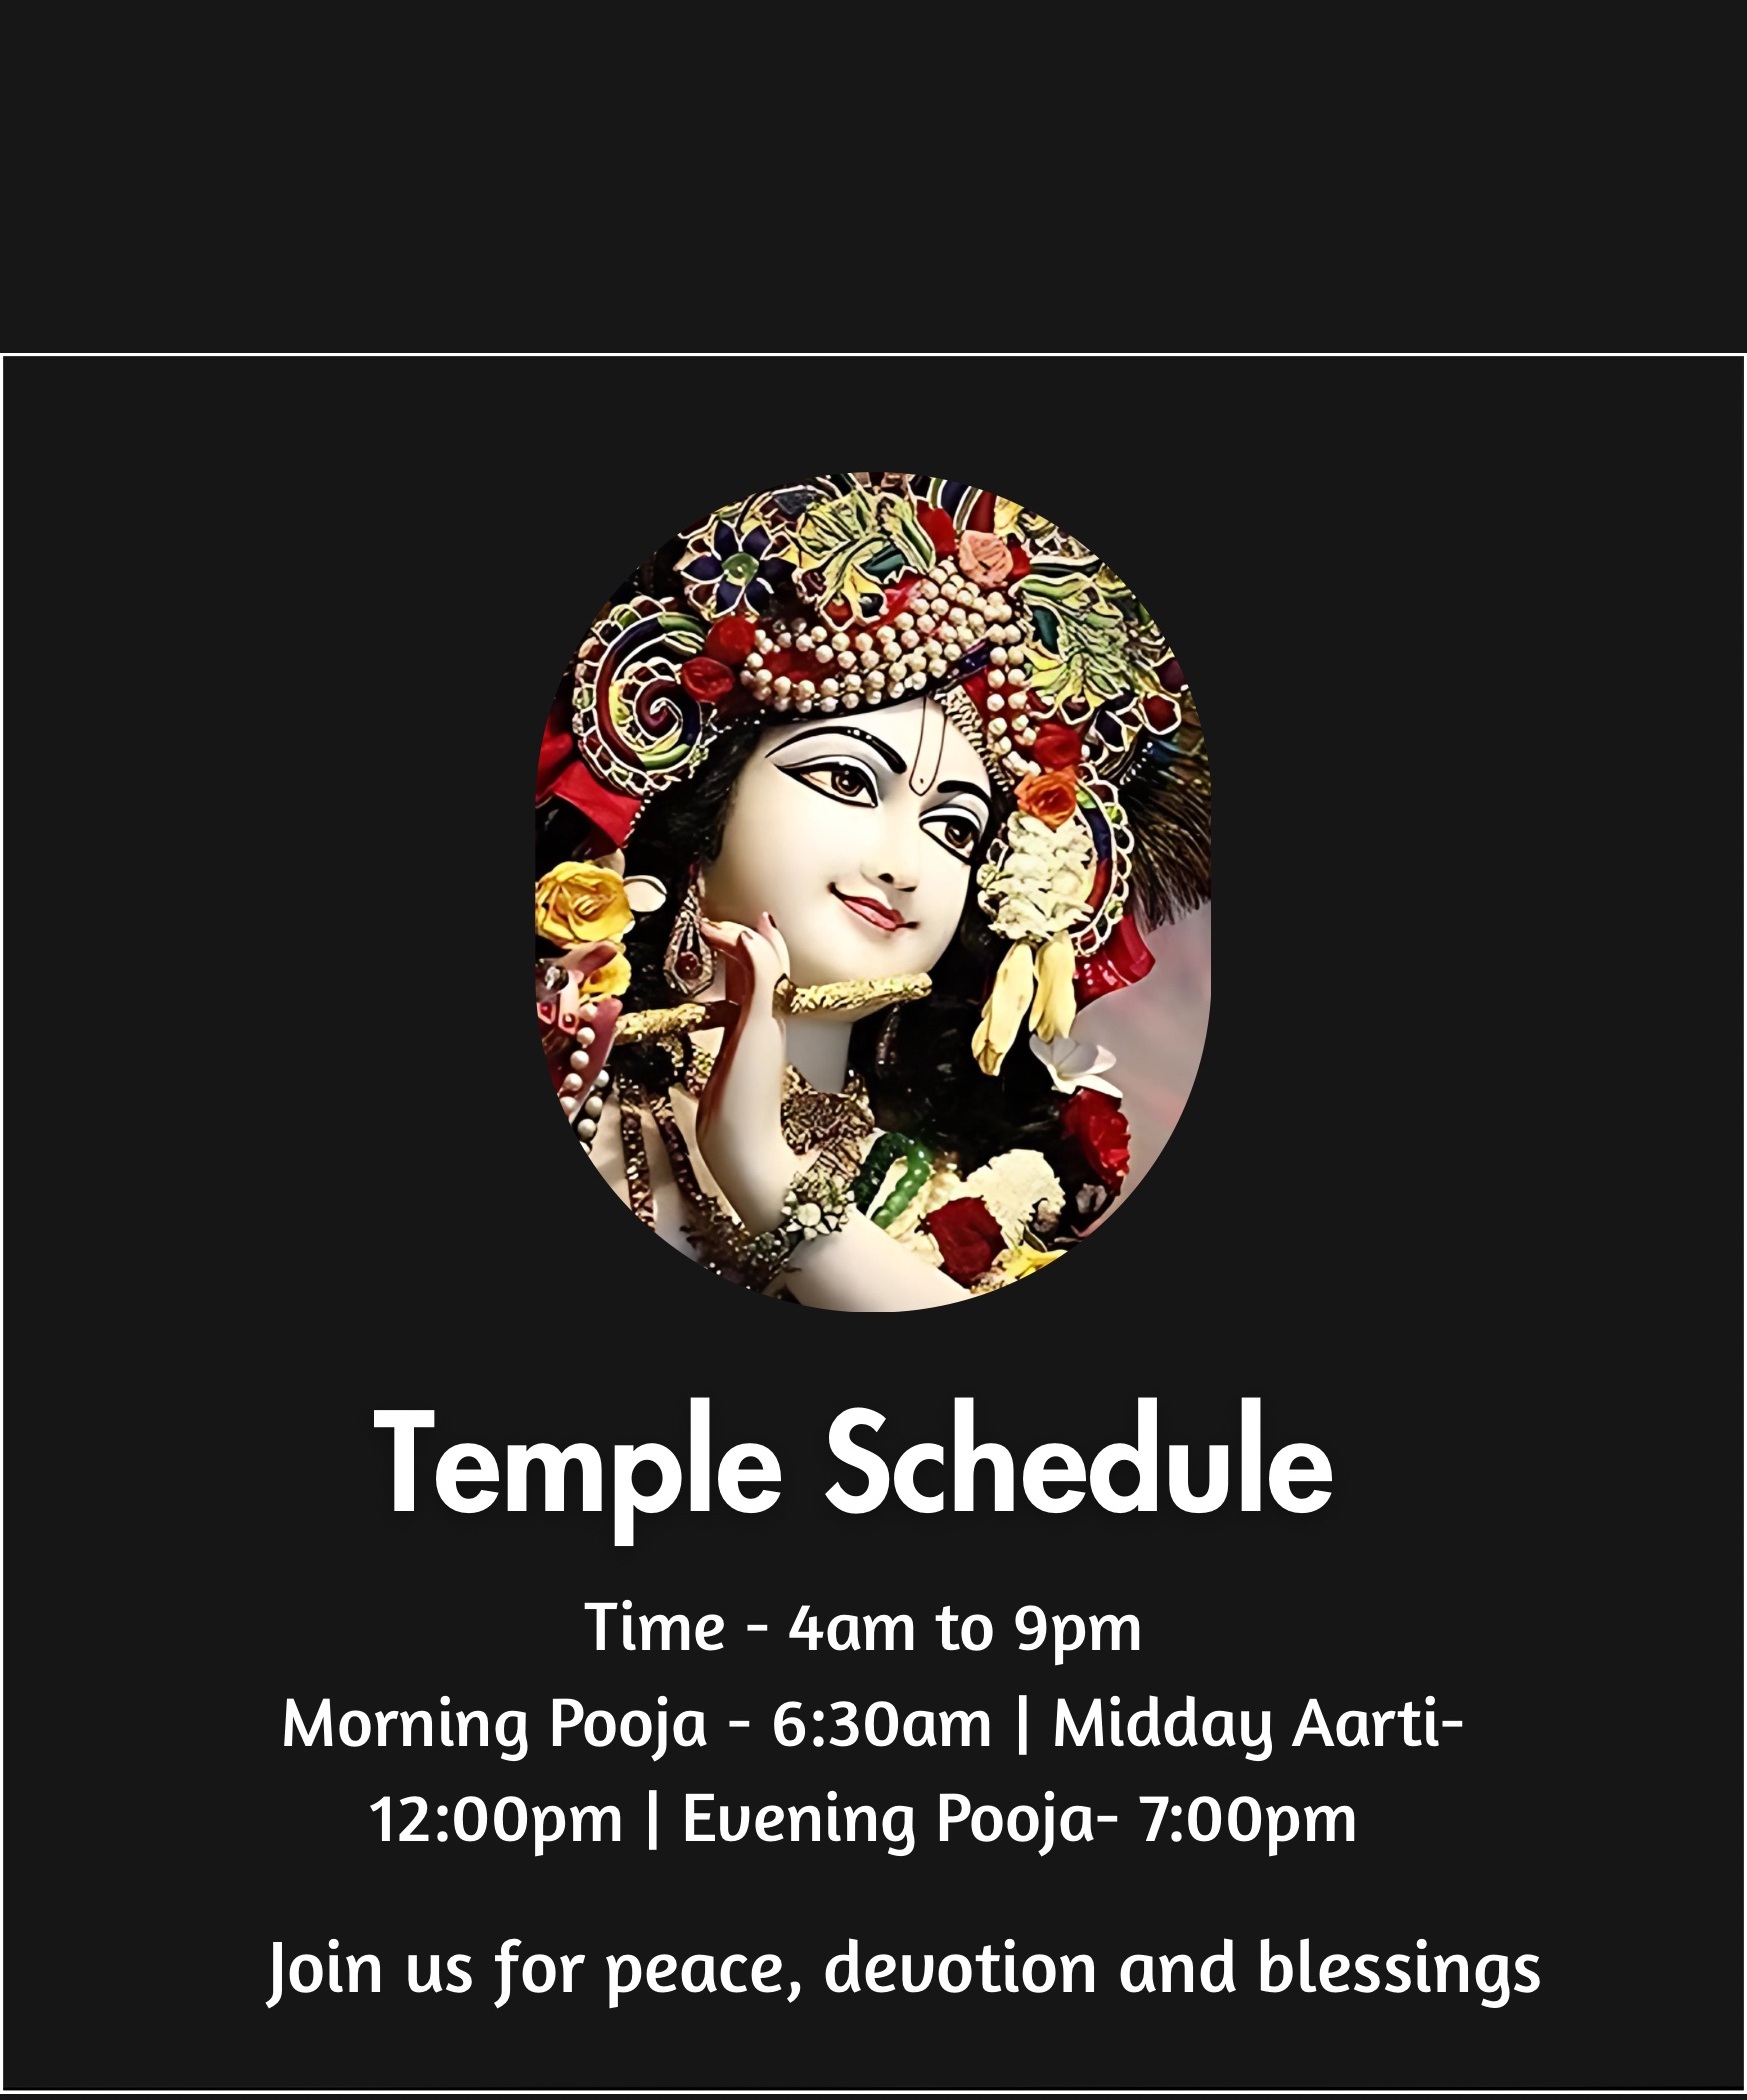 Temple Schedule
Time - 4am to 9pm
Morning Pooja - 6:30am | Midday Aarti-
12:00pm | Evening Pooja- 7:00pm
Join us for peace, devotion and blessings